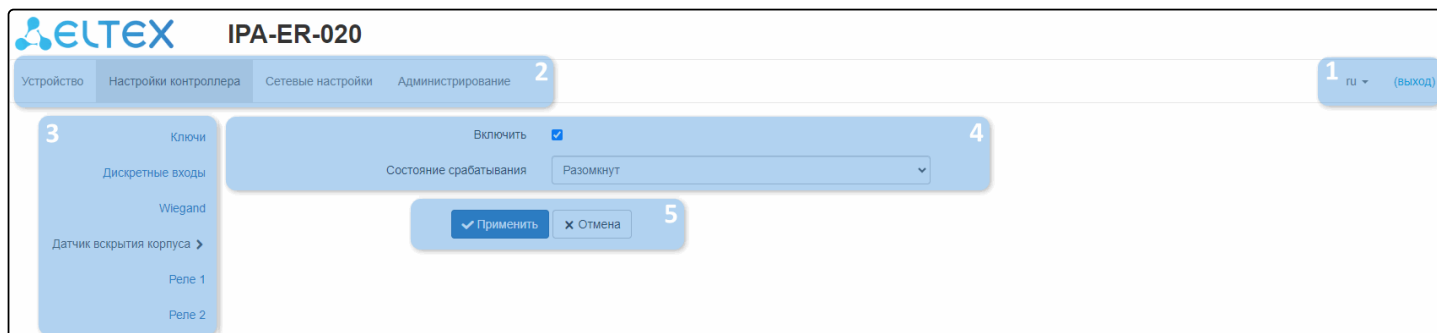 ELTEX IPA-ER-020
Устройство Настройки контроллера Сетевые настройки Администрирование 2 1 ru (выход)
3 Ключи Включить 4
Дискретные входы Состояние срабатывания Разомкнут
Wiegand 5
Применить Отмена
Датчик вскрытия корпуса
Реле 1
Реле 2